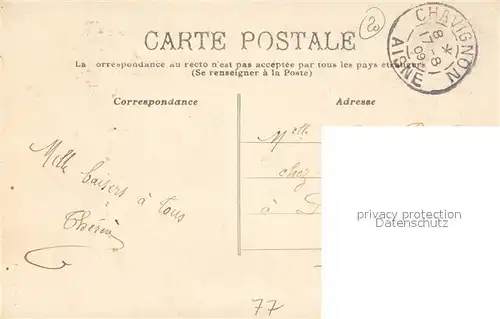 23
CHAVIGNON
AISNE
CARTE POSTALE
La correspondance au recto n'est pas acceptée par tous les pays étrangers
(Se renseigner à la Poste)
Correspondance
Adresse
Mille
baisers à
tous
Mlle
chez
à
privacy protection
Datenschutz
77